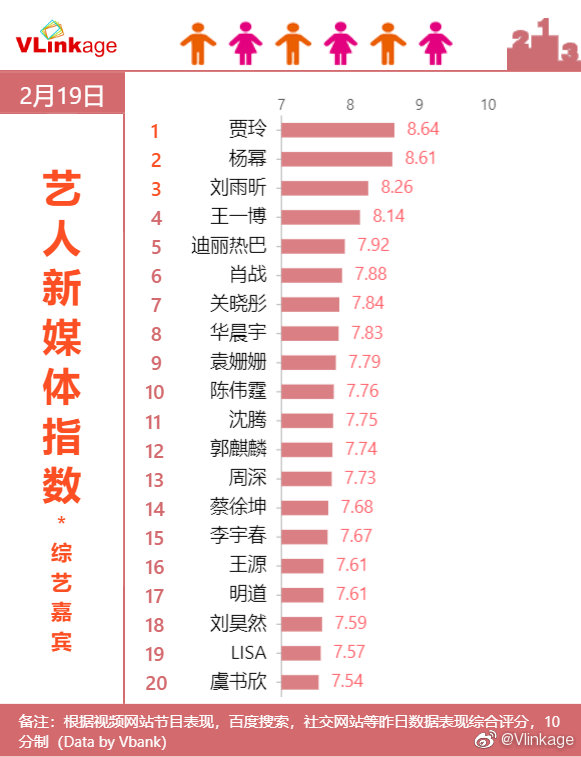 VLinkage
2 1 3
2月19日
艺人新媒体指数
*
综艺嘉宾
7 8 9 10
1 贾玲 8.64
2 杨幂 8.61
3 刘雨昕 8.26
4 王一博 8.14
5 迪丽热巴 7.92
6 肖战 7.88
7 关晓彤 7.84
8 华晨宇 7.83
9 袁姗姗 7.79
10 陈伟霆 7.76
11 沈腾 7.75
12 郭麒麟 7.74
13 周深 7.73
14 蔡徐坤 7.68
15 李宇春 7.67
16 王源 7.61
17 明道 7.61
18 刘昊然 7.59
19 LISA 7.57
20 虞书欣 7.54
备注：根据视频网站节目表现，百度搜索，社交网站等昨日数据表现综合评分，10
分制（Data by Vbank）
@Vlinkage